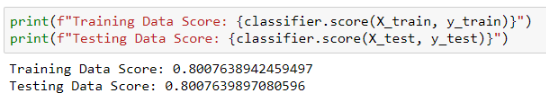 print(f"Training Data Score: {classifier.score(X_train, y_train)}")
print(f"Testing Data Score: {classifier.score(X_test, y_test)}")
Training Data Score: 0.8007638942459497
Testing Data Score: 0.8007639897080596